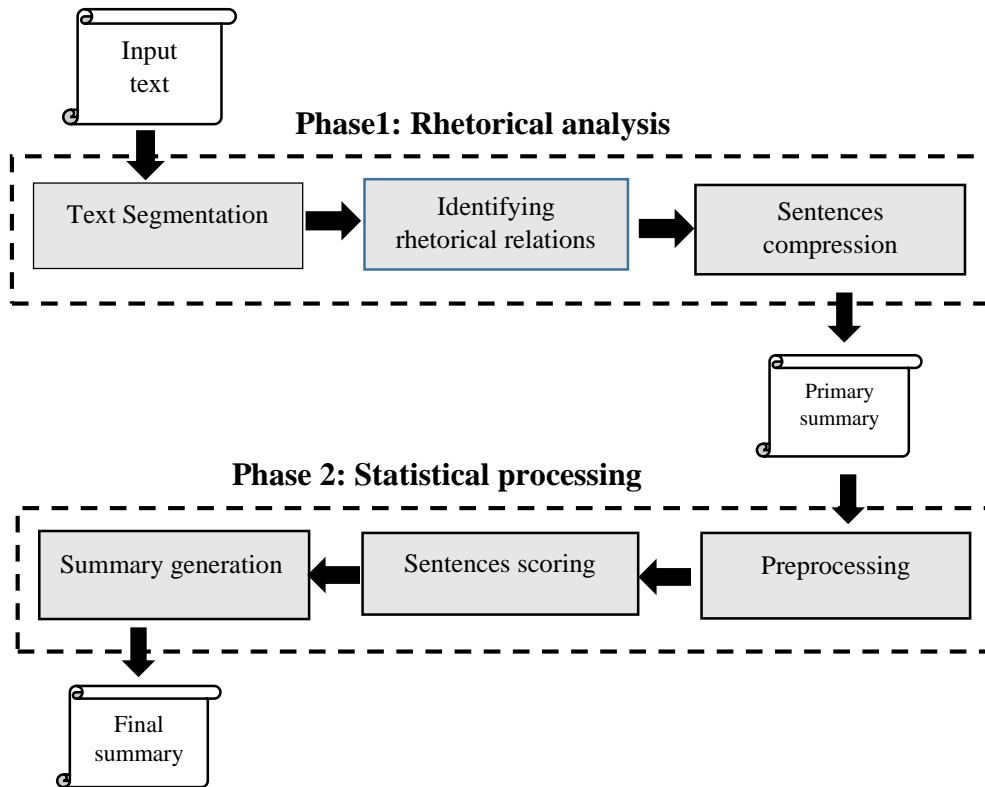 Input
text
Phase1: Rhetorical analysis
Text Segmentation
Identifying
rhetorical relations
Sentences
compression
Primary
summary
Phase 2: Statistical processing
Summary generation
Sentences scoring
Preprocessing
Final
summary